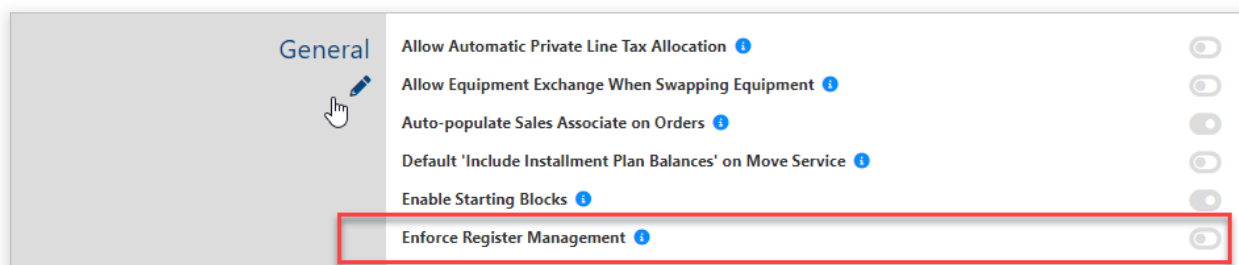 General
Allow Automatic Private Line Tax Allocation
Allow Equipment Exchange When Swapping Equipment
Auto-populate Sales Associate on Orders
Default 'Include Installment Plan Balances' on Move Service
Enable Starting Blocks
Enforce Register Management